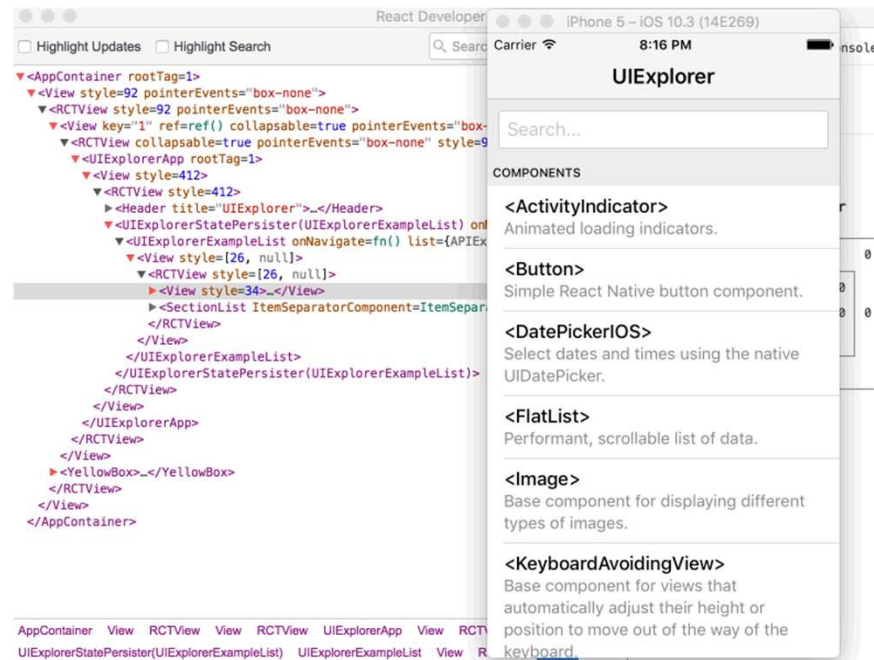 React Developer
Highlight Updates Highlight Search
<AppContainer rootTag=1>
<View style=92 pointerEvents="box-none">
<RCTView style=92 pointerEvents="box-none">
<View key="1" ref=ref() collapsable=true pointerEvents="box-
<RCTView collapsable=true pointerEvents="box-none" style=9
<UIExplorerApp rootTag=1>
<View style=412>
<RCTView style=412>
<Header title="UIExplorer">…</Header>
<UIExplorerStatePersister(UIExplorerExampleList)
<UIExplorerExampleList onNavigate=fn() list={APIEx
<View style=[26, null]>
<RCTView style=[26, null]>
<View style=34>…</View>
<SectionList ItemSeparatorComponent=ItemSepar
</RCTView>
</View>
</UIExplorerExampleList>
</UIExplorerStatePersister(UIExplorerExampleList)>
</RCTView>
</View>
</UIExplorerApp>
</RCTView>
</View>
<YellowBox>…</YellowBox>
</RCTView>
</View>
</AppContainer>
AppContainer View RCTView View RCTView UIExplorerApp View RCT
UIExplorerStatePersister(UIExplorerExampleList) UIExplorerExampleList View R
iPhone 5 – iOS 10.3 (14E269)
Carrier 8:16 PM
UIExplorer
Search...
COMPONENTS
<ActivityIndicator>
Animated loading indicators.
<Button>
Simple React Native button component.
<DatePickerIOS>
Select dates and times using the native
UIDatePicker.
<FlatList>
Performant, scrollable list of data.
<Image>
Base component for displaying different
types of images.
<KeyboardAvoidingView>
Base component for views that
automatically adjust their height or
position to move out of the way of the
keyboard.
nsole
r
0
0
0 0